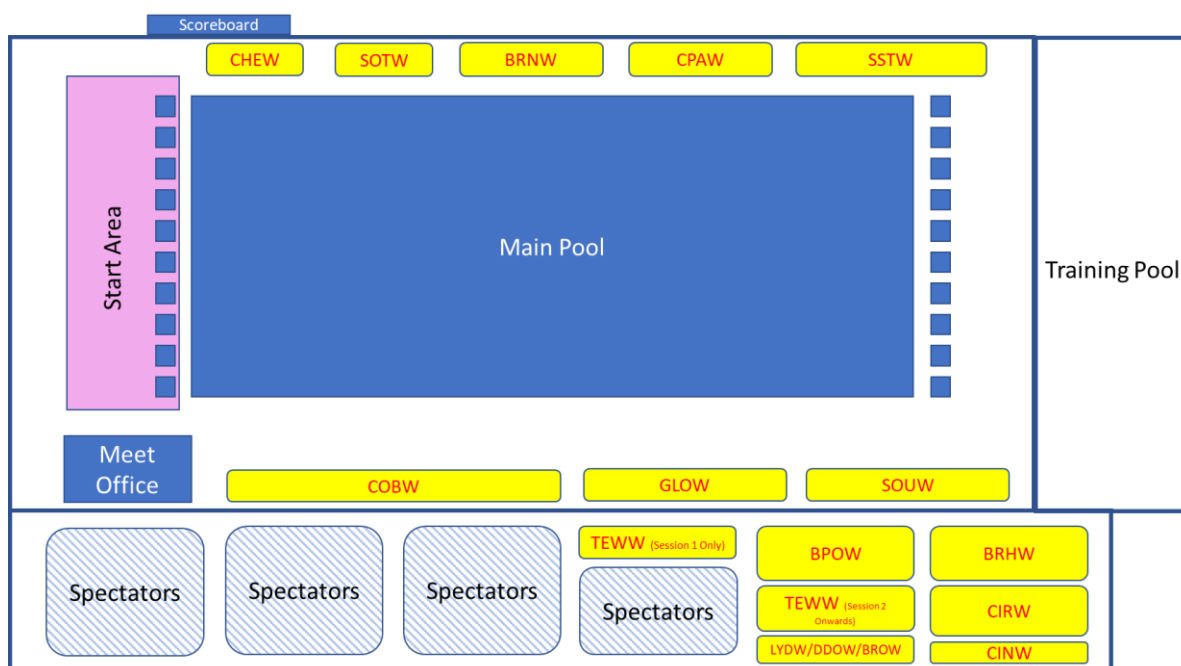 Scoreboard
CHEW
SOTW
BRNW
CPAW
SSTW
Start Area
Main Pool
Training Pool
Meet
Office
COBW
GLOW
SOUW
Spectators
Spectators
Spectators
TEWW (Session 1 Only)
Spectators
BPOW
BRHW
TEWW (Session 2
Onwards)
CIRW
LYDW/DDOW/BROW
CINW